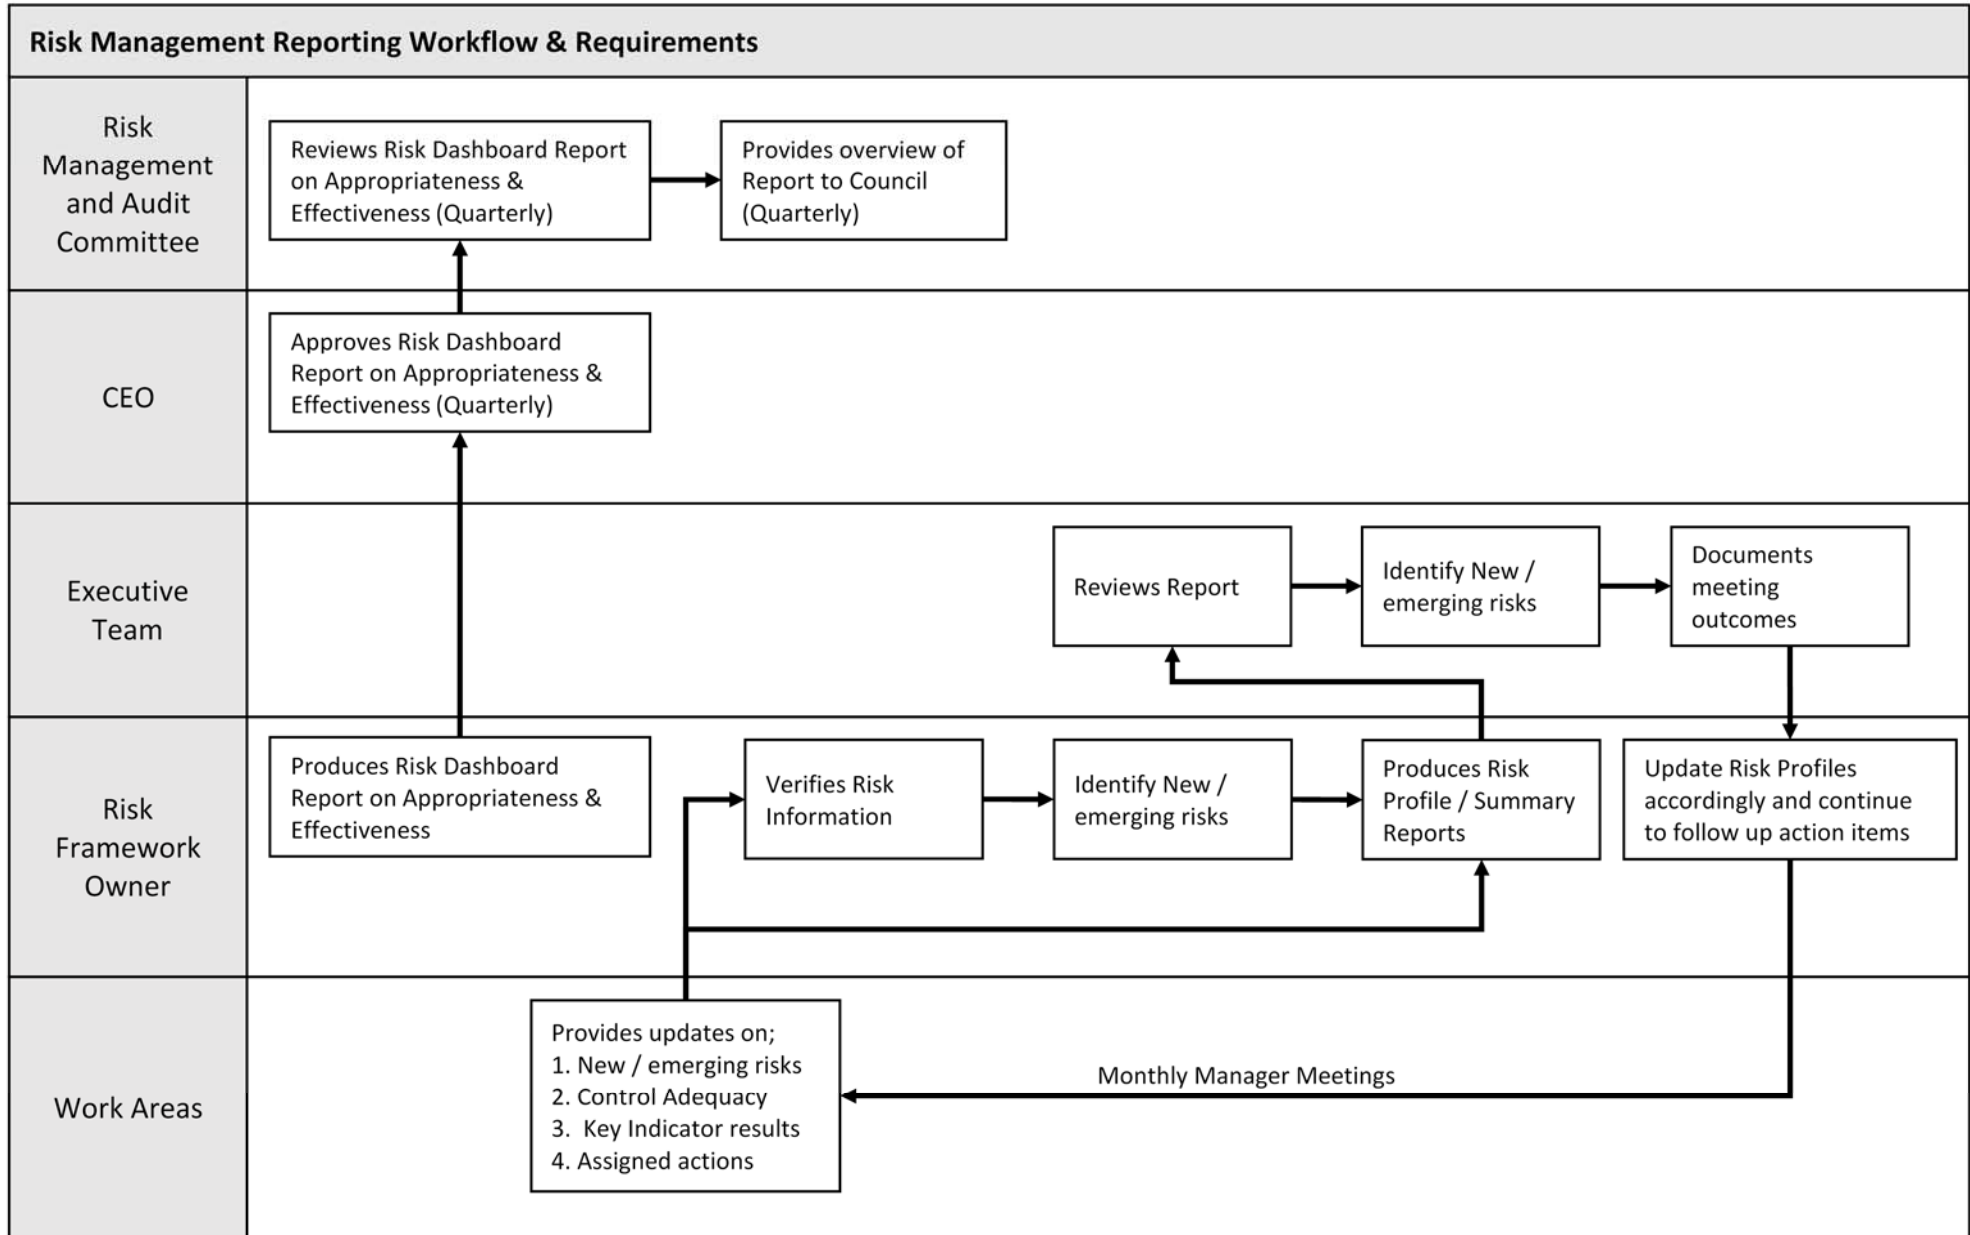 Risk Management Reporting Workflow & Requirements
Risk
Management
and Audit
Committee
Reviews Risk Dashboard Report
on Appropriateness &
Effectiveness (Quarterly)
Provides overview of
Report to Council
(Quarterly)
CEO
Approves Risk Dashboard
Report on Appropriateness &
Effectiveness (Quarterly)
Executive
Team
Reviews Report
Identify New /
emerging risks
Documents
meeting
outcomes
Risk
Framework
Owner
Produces Risk Dashboard
Report on Appropriateness &
Effectiveness
Verifies Risk
Information
Identify New /
emerging risks
Produces Risk
Profile / Summary
Reports
Update Risk Profiles
accordingly and continue
to follow up action items
Work Areas
Provides updates on;
1. New / emerging risks
2. Control Adequacy
3.  Key Indicator results
4. Assigned actions
Monthly Manager Meetings